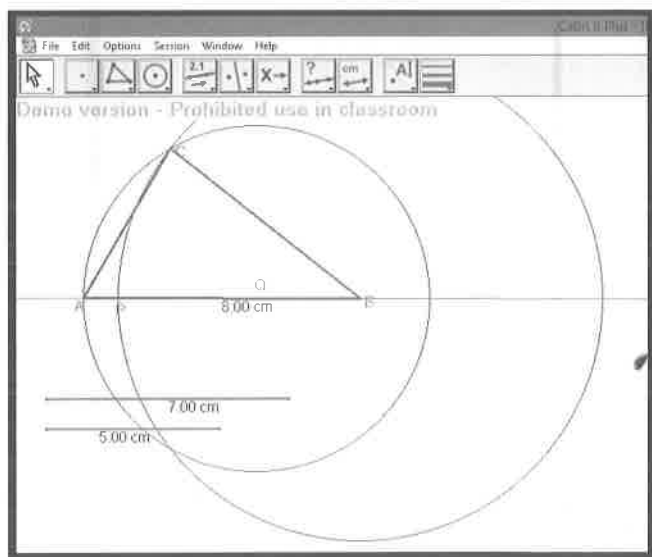 Cabri II Plus
File Edit Options Session Window Help
2.1 X ? cm A
Demo version - Prohibited use in classroom
C
Q
A P B
8.00 cm
7.00 cm
5.00 cm